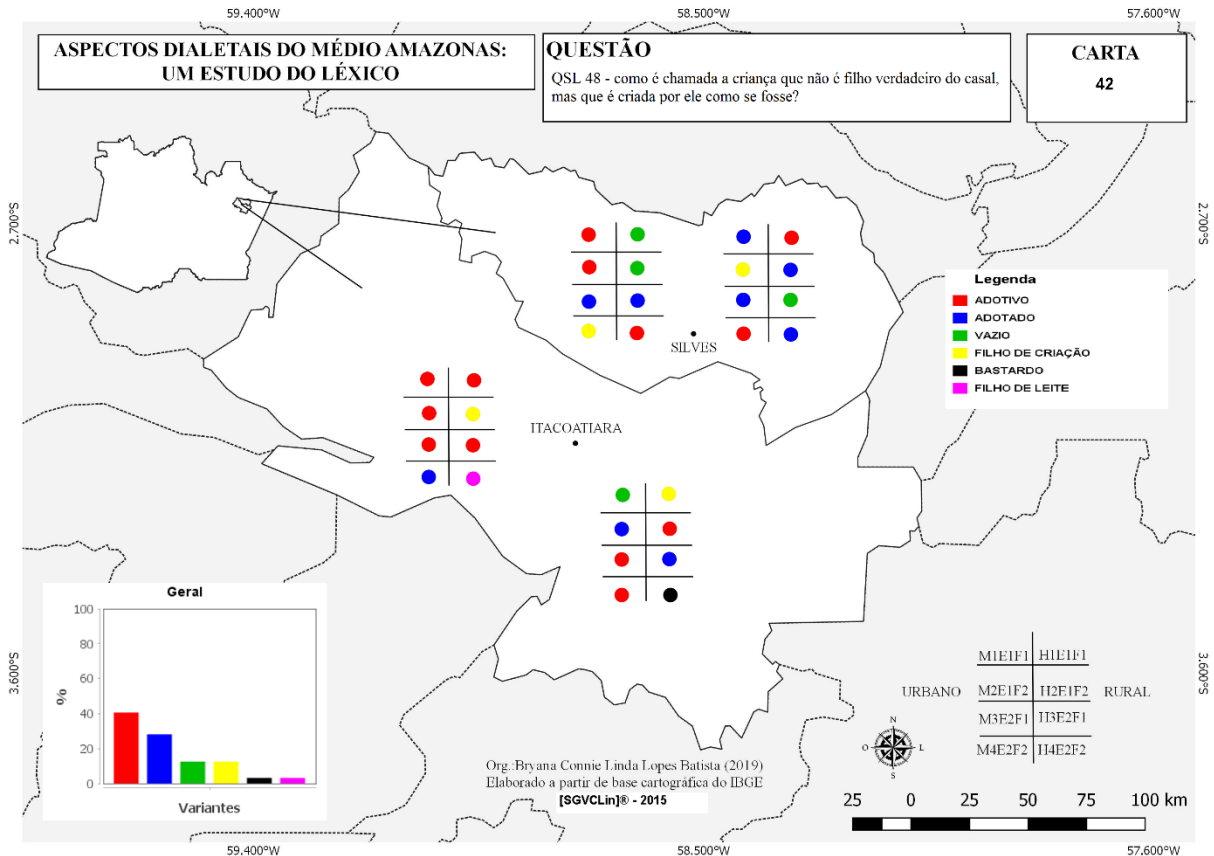 59.400°W
58.500°W
57.600°W
ASPECTOS DIALETAIS DO MÉDIO AMAZONAS:
UM ESTUDO DO LÉXICO
QUESTÃO
QSL 48 - como é chamada a criança que não é filho verdadeiro do casal,
mas que é criada por ele como se fosse?
CARTA
42
2.700°S
2.700°S
Legenda
ADOTIVO
ADOTADO
VAZIO
FILHO DE CRIAÇÃO
BASTARDO
FILHO DE LEITE
SILVES
ITACOATIARA
Geral
100
80
60
40
20
0
%
Variantes
3.600°S
3.600°S
M1E1F1 H1E1F1
URBANO M2E1F2 H2E1F2 RURAL
M3E2F1 H3E2F1
M4E2F2 H4E2F2
N
O L
S
Org.:Bryana Connie Linda Lopes Batista (2019)
Elaborado a partir de base cartográfica do IBGE
[SGVCLin]® - 2015
25 0 25 50 75 100 km
59.400°W
58.500°W
57.600°W